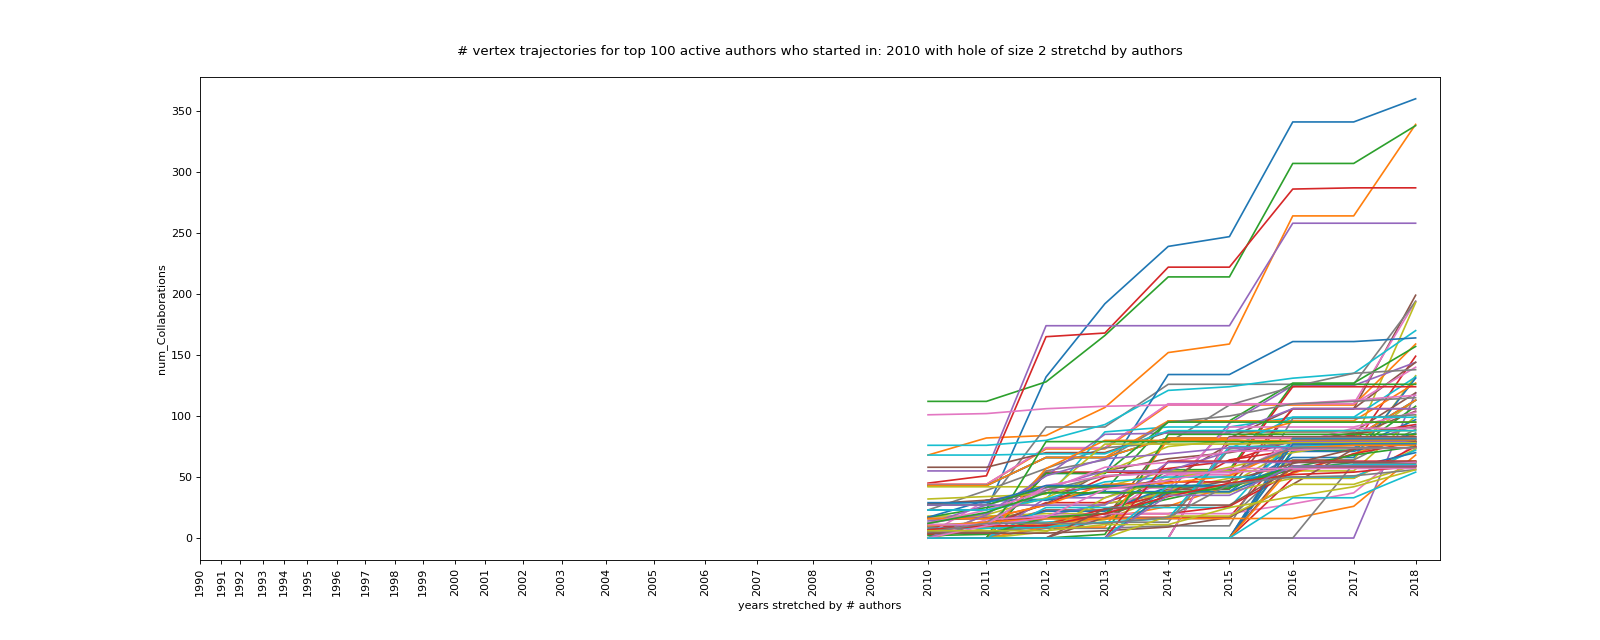 # vertex trajectories for top 100 active authors who started in: 2010 with hole of size 2 stretchd by authors
num_Collaborations
350
300
250
200
150
100
50
0
1990 1991 1992 1993 1994 1995 1996 1997 1998 1999 2000 2001 2002 2003 2004 2005 2006 2007 2008 2009 2010 2011 2012 2013 2014 2015 2016 2017 2018
years stretched by # authors